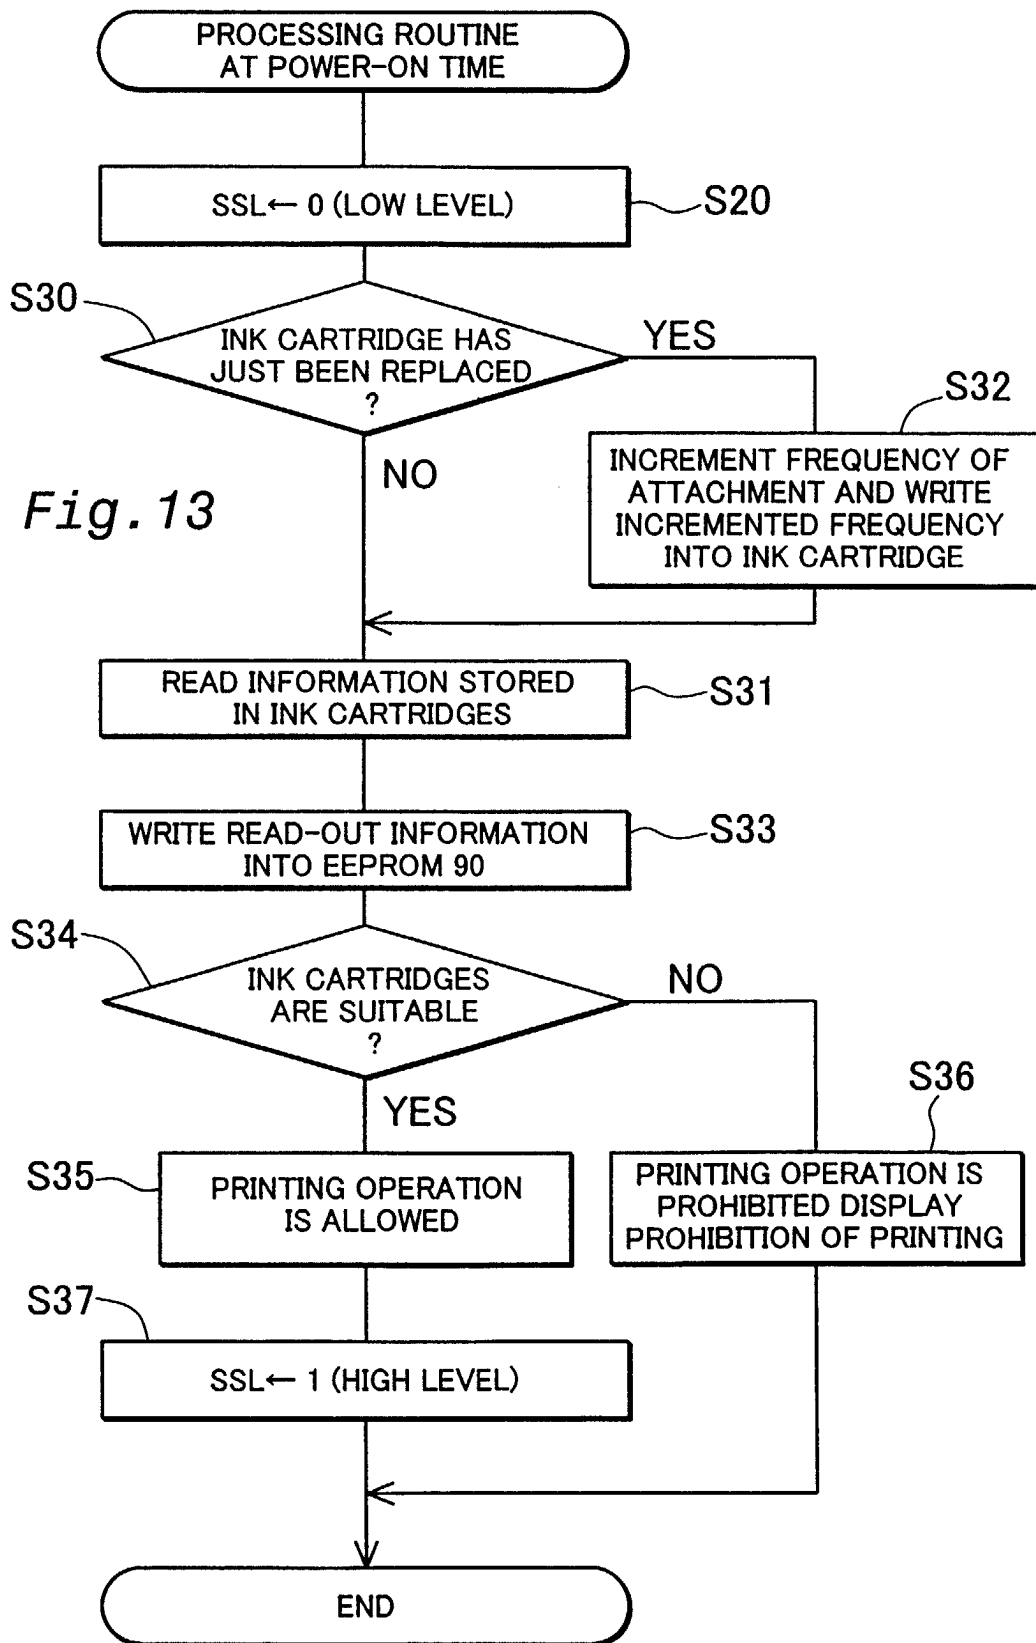 PROCESSING ROUTINE
AT POWER-ON TIME
SSL← 0 (LOW LEVEL)
S20
S30
INK CARTRIDGE HAS
JUST BEEN REPLACED
?
YES
NO
S32
INCREMENT FREQUENCY OF
ATTACHMENT AND WRITE
INCREMENTED FREQUENCY
INTO INK CARTRIDGE
Fig.13
READ INFORMATION STORED
IN INK CARTRIDGES
S31
WRITE READ-OUT INFORMATION
INTO EEPROM 90
S33
S34
INK CARTRIDGES
ARE SUITABLE
?
NO
YES
S36
S35
PRINTING OPERATION
IS ALLOWED
PRINTING OPERATION IS
PROHIBITED DISPLAY
PROHIBITION OF PRINTING
S37
SSL← 1 (HIGH LEVEL)
END